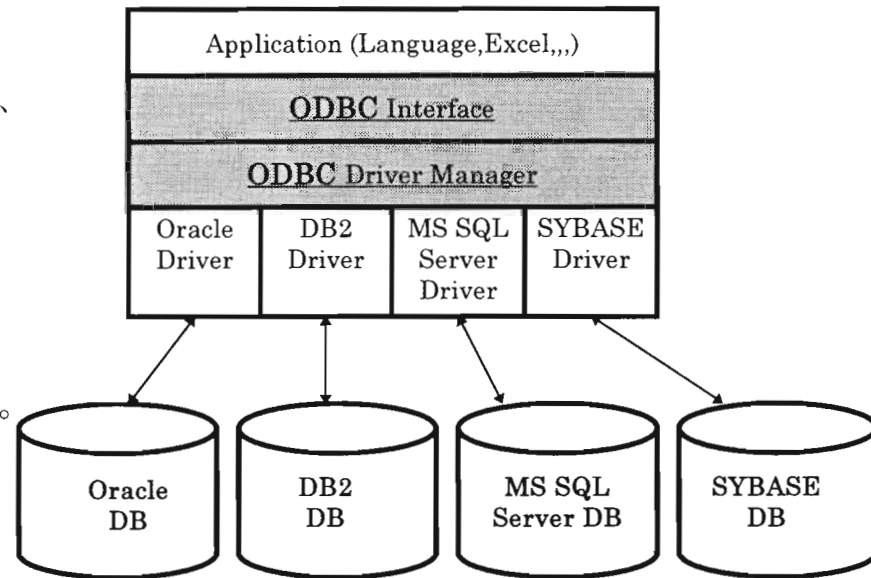 Application (Language,Excel,,,)
、
ODBC Interface
ODBC Driver Manager
Oracle
Driver
DB2
Driver
MS SQL
Server
Driver
SYBASE
Driver
。
Oracle
DB
DB2
DB
MS SQL
Server DB
SYBASE
DB